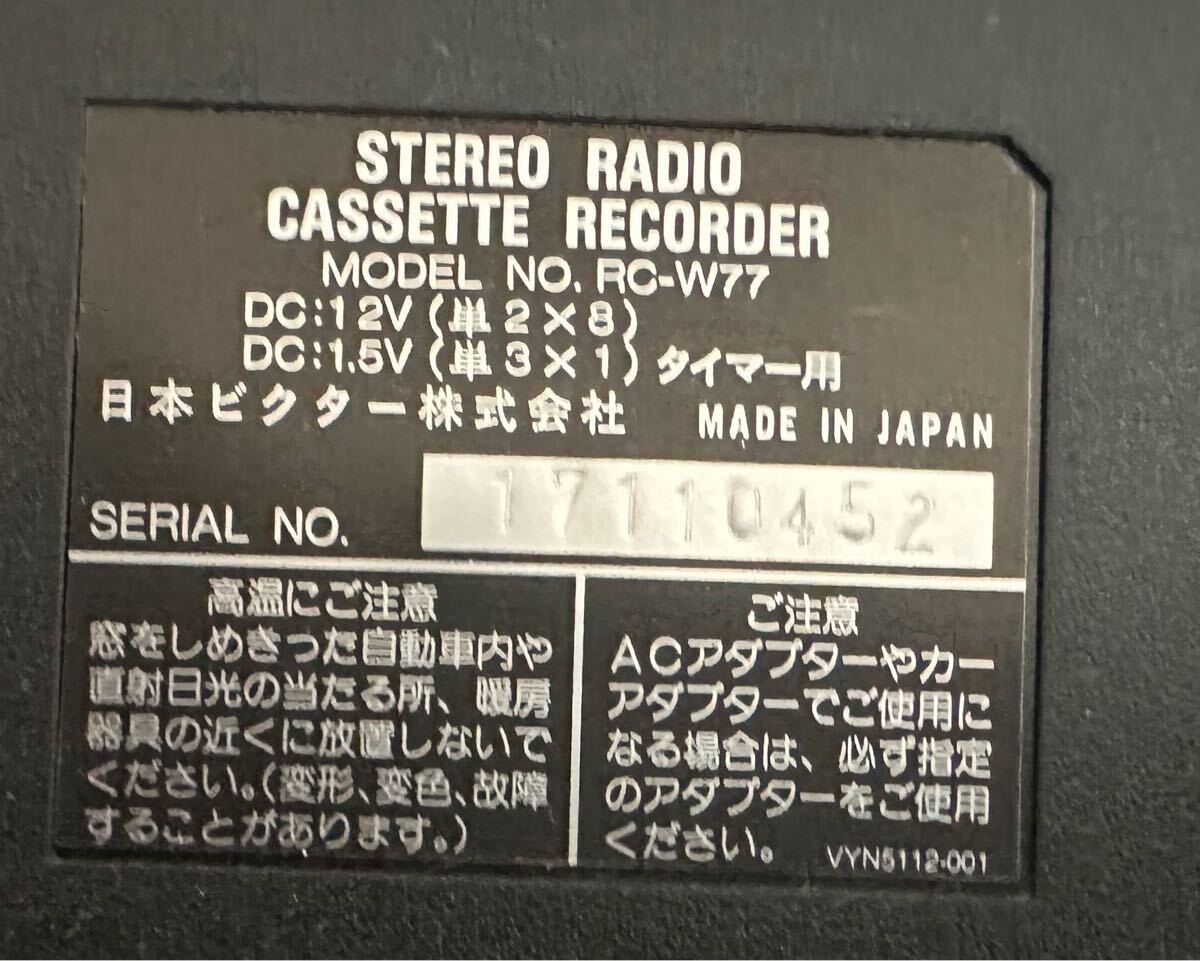 STEREO RADIO
CASSETTE RECORDER
MODEL NO. RC-W77
DC:12V(単2×8)
DC:1.5V(単3×1)タイマー用
日本ビクター株式会社 MADE IN JAPAN
SERIAL NO. 17110452
高温にご注意
窓をしめきった自動車内や
直射日光の当たる所、暖房
器具の近くに放置しないで
ください。(変形、変色、故障
することがあります。)
ご注意
ACアダプターやカー
アダプターでご使用に
なる場合は、必ず指定
のアダプターをご使用
ください。
VYN5112-001